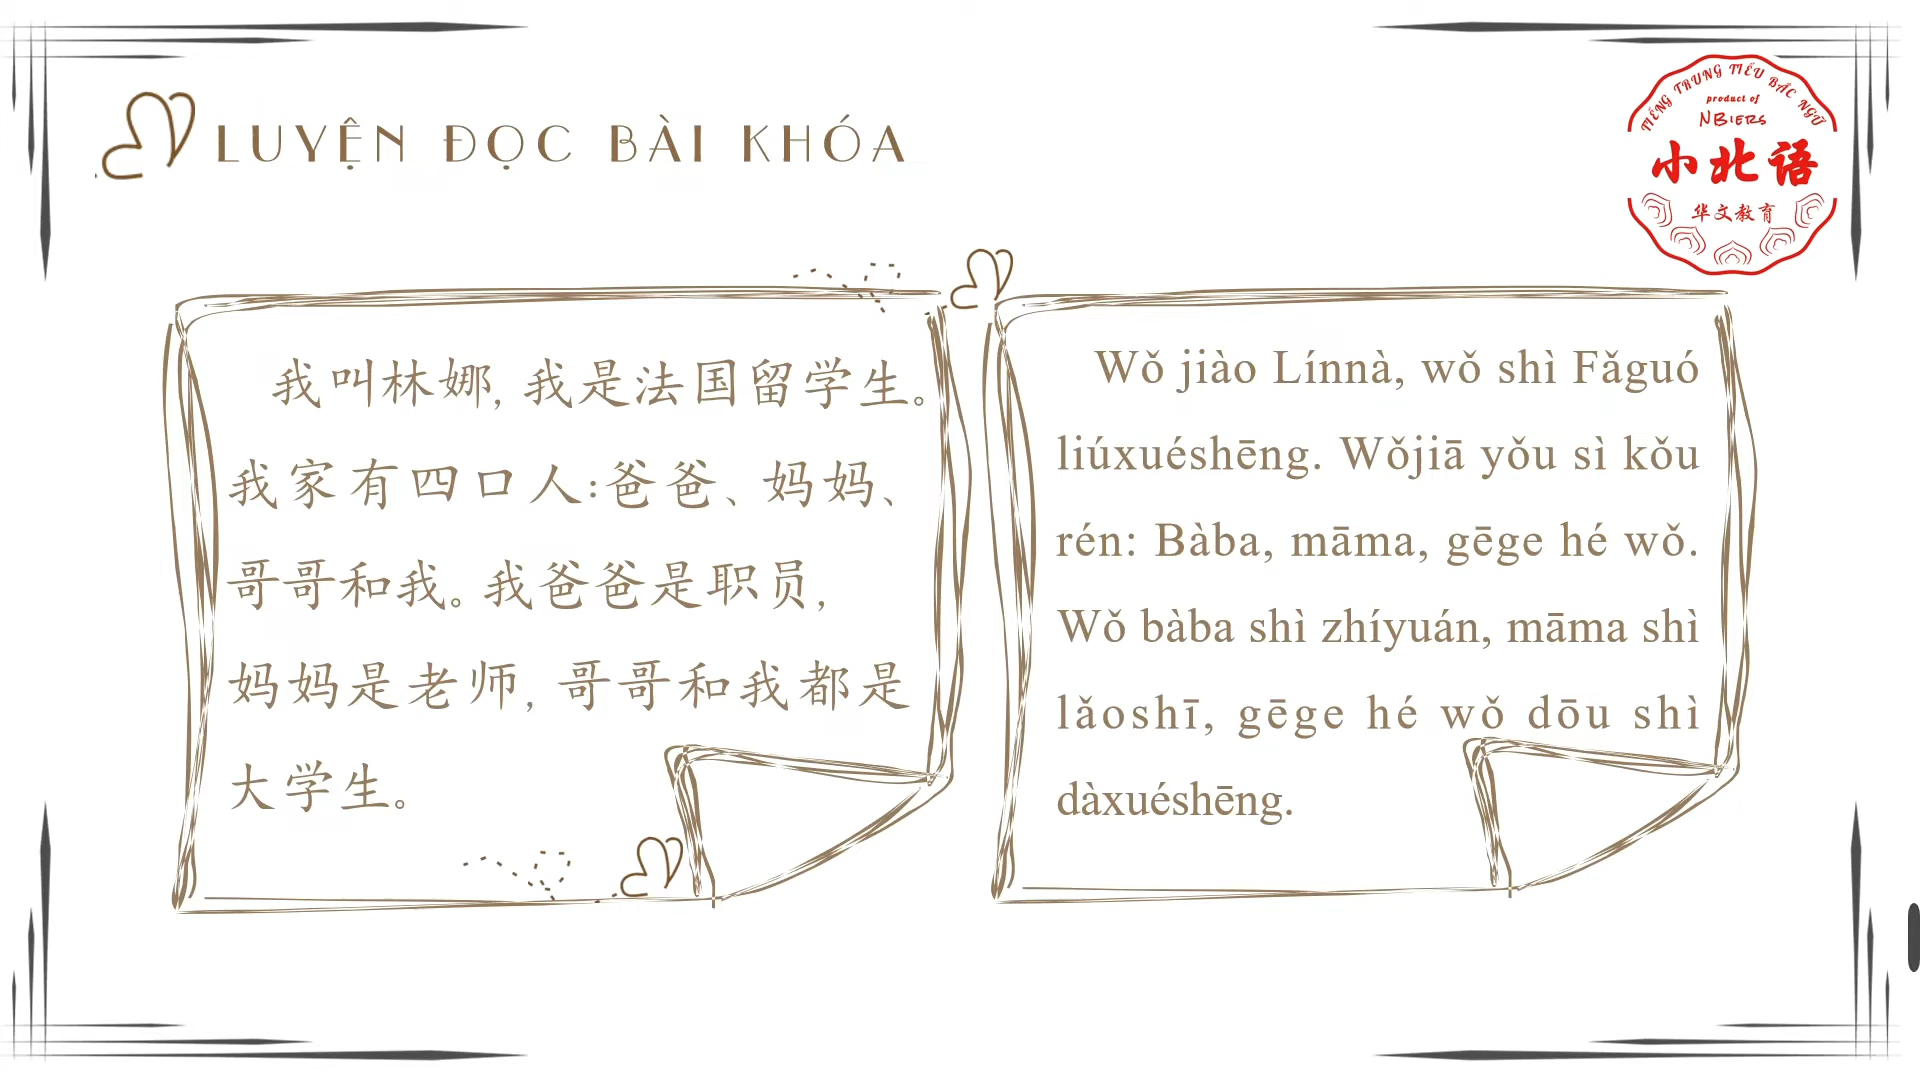 LUYỆN ĐỌC BÀI KHÓA
TIẾNG TRUNG TIỂU BẮC NGỮ
product of
NBIERS
小北语
华文教育
我叫林娜,我是法国留学生。
我家有四口人:爸爸、妈妈、
哥哥和我。我爸爸是职员,
妈妈是老师,哥哥和我都是
大学生。
Wǒ jiào Línnà, wǒ shì Fǎguó
liúxuéshēng. Wǒjiā yǒu sì kǒu
rén: Bàba, māma, gēge hé wǒ.
Wǒ bàba shì zhíyuán, māma shì
lǎoshī, gēge hé wǒ dōu shì
dàxuéshēng.